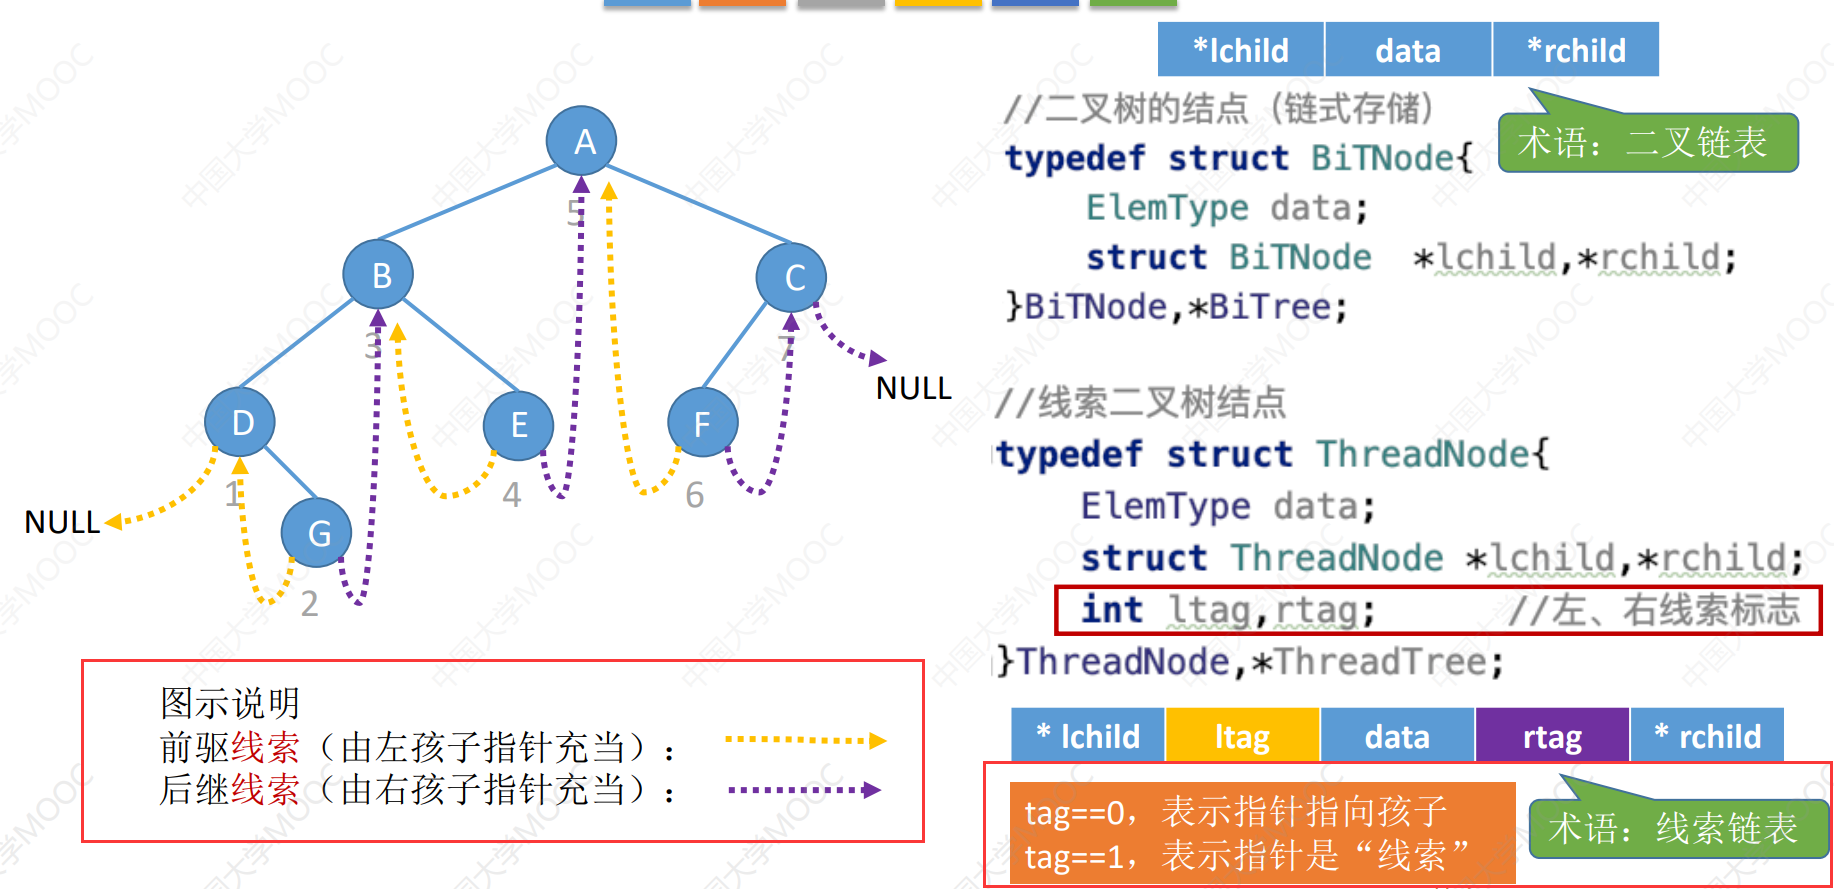 A
5
B
C
3
7
NULL
D
E
F
1
4
6
NULL
G
2
图示说明
前驱线索（由左孩子指针充当）：
后继线索（由右孩子指针充当）：
*lchild data *rchild
//二叉树的结点（链式存储）
术语：二叉链表
typedef struct BiTNode{
ElemType data;
struct BiTNode *lchild,*rchild;
}BiTNode,*BiTree;
//线索二叉树结点
typedef struct ThreadNode{
ElemType data;
struct ThreadNode *lchild,*rchild;
int ltag,rtag; //左、右线索标志
}ThreadNode,*ThreadTree;
* lchild ltag data rtag * rchild
tag==0，表示指针指向孩子
tag==1，表示指针是“线索”
术语：线索链表
中国大学MOOC